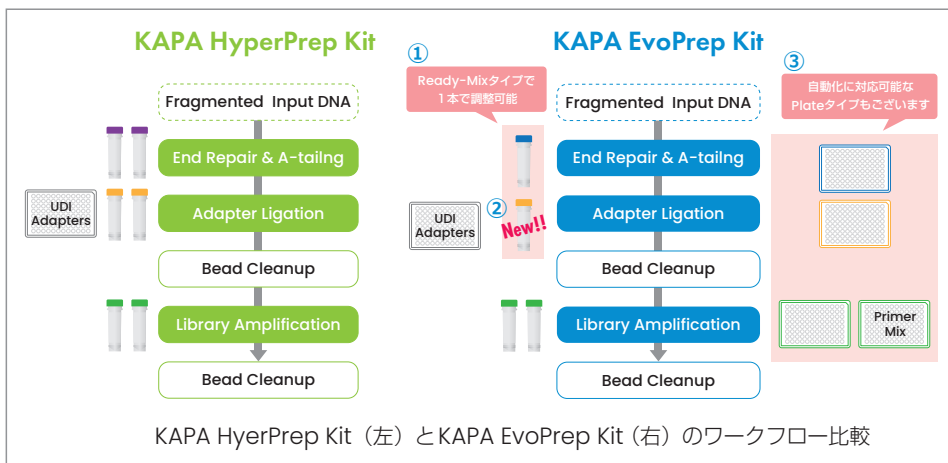 KAPA HyperPrep Kit
Fragmented Input DNA
End Repair & A-tailng
UDI
Adapters
Adapter Ligation
Bead Cleanup
Library Amplification
Bead Cleanup
KAPA EvoPrep Kit
①
Ready-Mixタイプで
1本で調整可能
Fragmented Input DNA
End Repair & A-tailng
UDI
Adapters
②
New!!
Adapter Ligation
Bead Cleanup
Library Amplification
Bead Cleanup
③
自動化に対応可能な
Plateタイプもございます
Primer
Mix
KAPA HyerPrep Kit（左）とKAPA EvoPrep Kit（右）のワークフロー比較